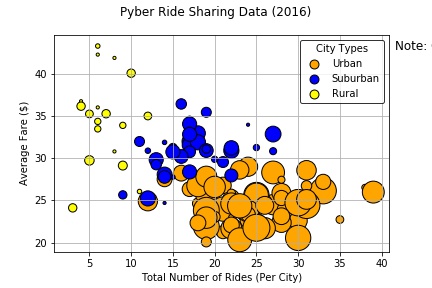 Pyber Ride Sharing Data (2016)
Note:
City Types
Urban
Suburban
Rural
Average Fare ($)
40
35
30
25
20
5 10 15 20 25 30 35 40
Total Number of Rides (Per City)